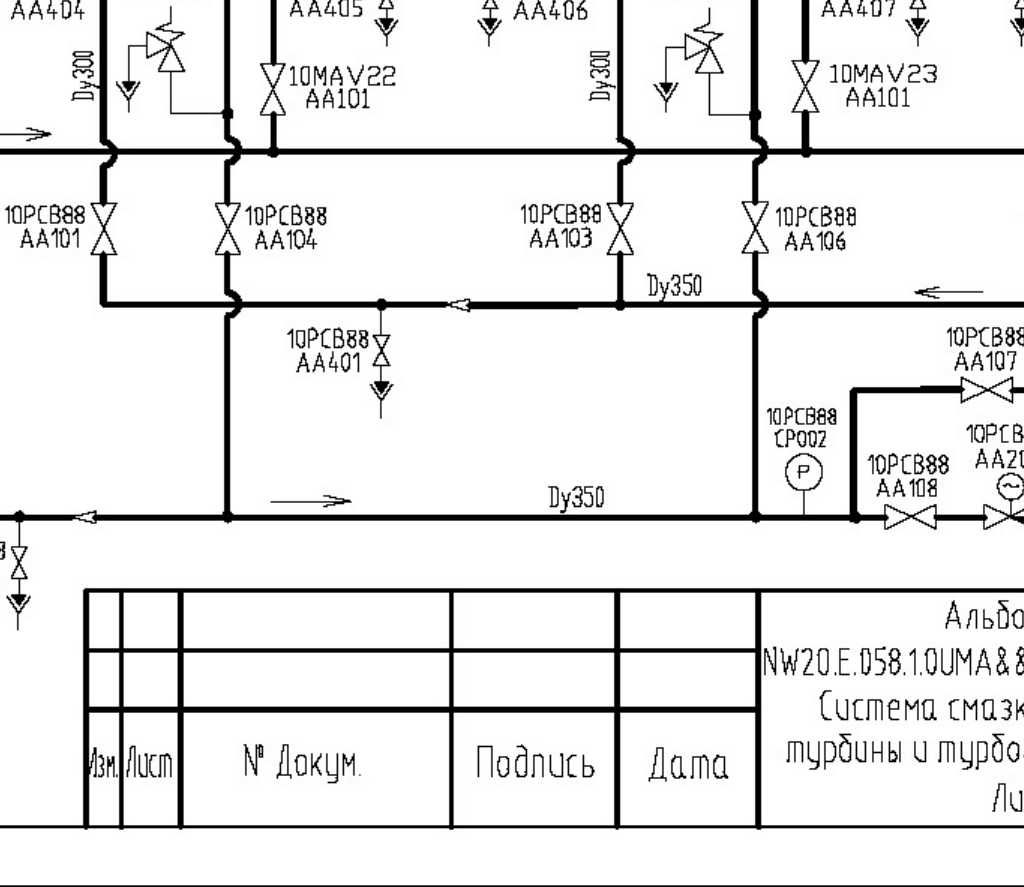 AA404
AA405
AA406
AA407
Dy300
10MAV22
AA101
Dy300
10MAV23
AA101
10PCB88
AA101
10PCB88
AA104
10PCB88
AA103
10PCB88
AA106
Dy350
10PCB88
AA401
10PCB88
AA107
10PCB88
CP002
P
10PCB88
AA108
10PCB
AA20
Dy350
8
Альбо
NW20.E.058.1.0UMA&8
Система смазк
турбины и турбо
Ли
Изм.
Лист
№ Докум.
Подпись
Дата